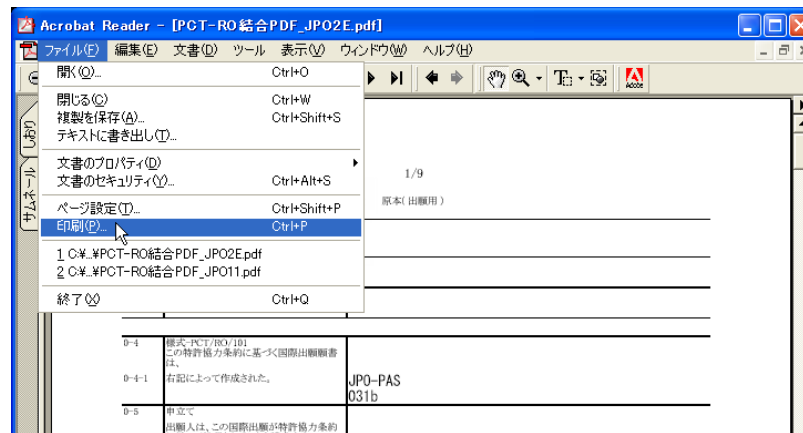 Acrobat Reader - [PCT-RO結合PDF_JPO2E.pdf]
ファイル(F) 編集(E) 文書(D) ツール 表示(V) ウィンドウ(W) ヘルプ(H)
開く(O)... Ctrl+O
閉じる(C) Ctrl+W
複製を保存(A)... Ctrl+Shift+S
テキストに書き出し(T)...
文書のプロパティ(D)
文書のセキュリティ(Y)... Ctrl+Alt+S
ページ設定(T)... Ctrl+Shift+P
印刷(P)... Ctrl+P
1 C:¥...¥PCT-RO結合PDF_JPO2E.pdf
2 C:¥...¥PCT-RO結合PDF_JPO11.pdf
終了(X) Ctrl+Q
Adobe
しおり
サムネール
1/9
原本(出願用)
0-4 様式-PCT/RO/101
この特許協力条約に基づく国際出願願書
は、
0-4-1 右記によって作成された。 JPO-PAS
031b
0-5 申立て
出願人は、この国際出願が特許協力条約